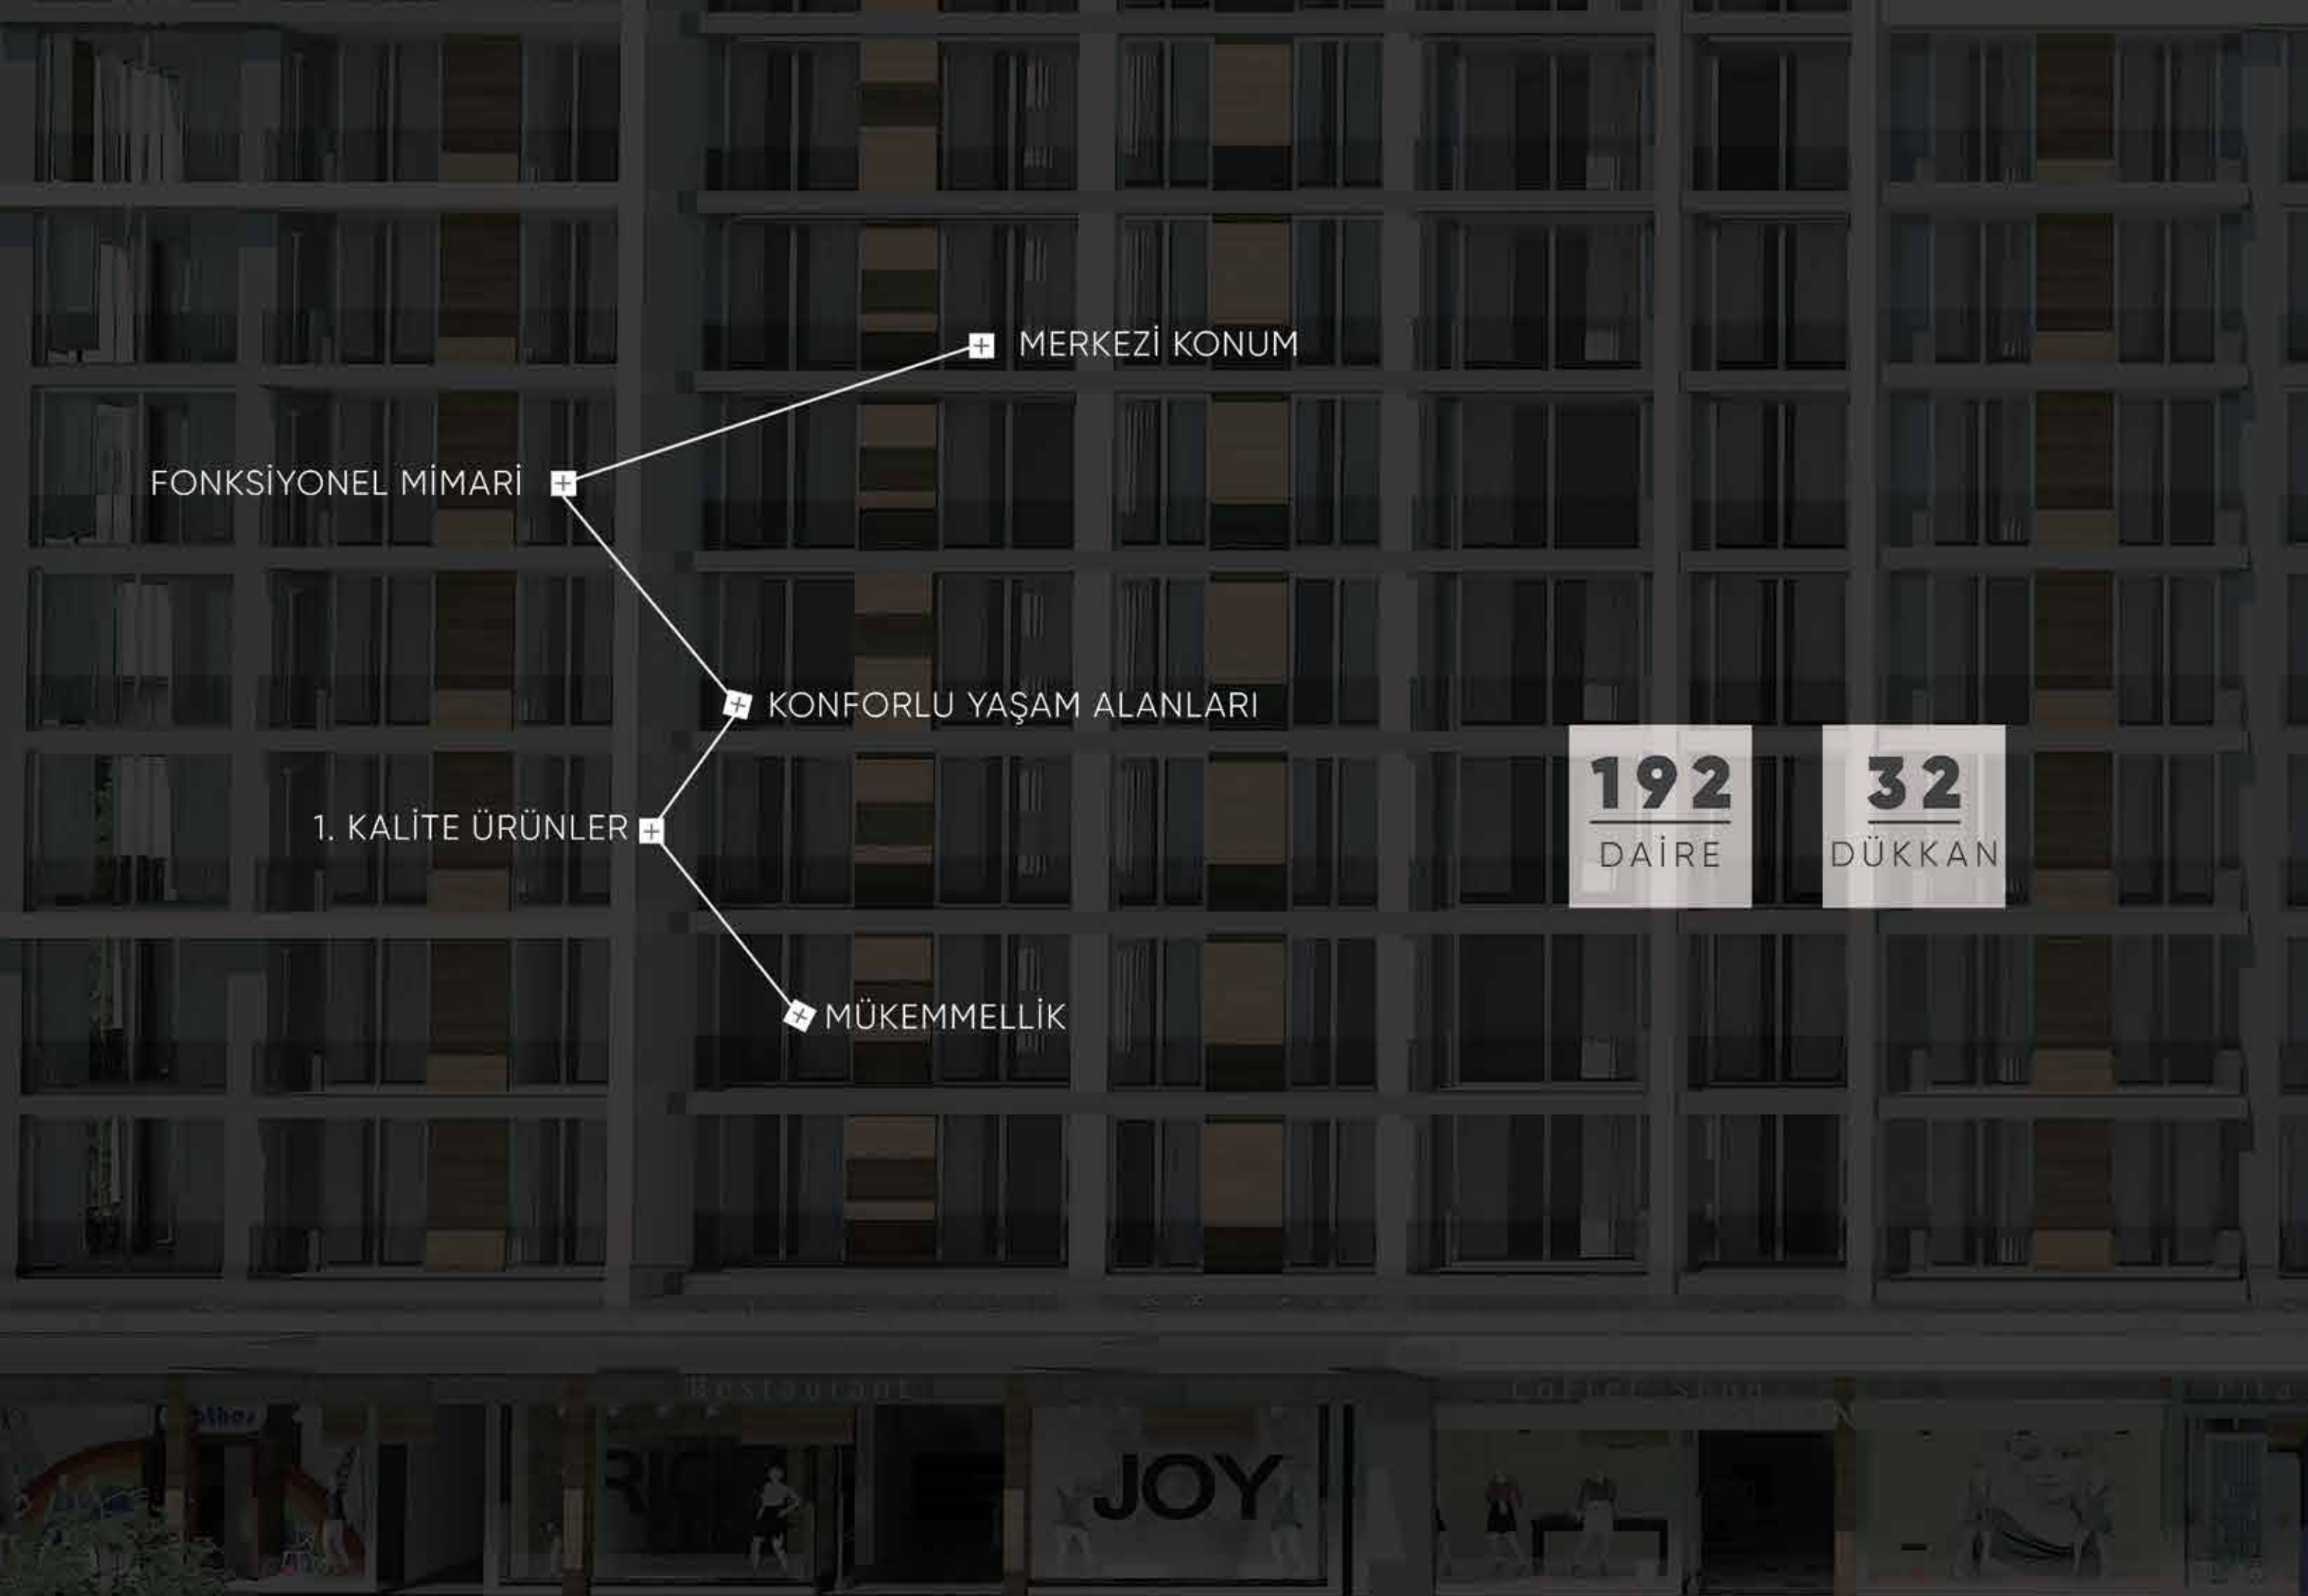 MERKEZİ KONUM
FONKSİYONEL MİMARİ
KONFORLU YAŞAM ALANLARI
1. KALİTE ÜRÜNLER
MÜKEMMELLİK
192
DAİRE
32
DÜKKAN
Restaurant
JOY